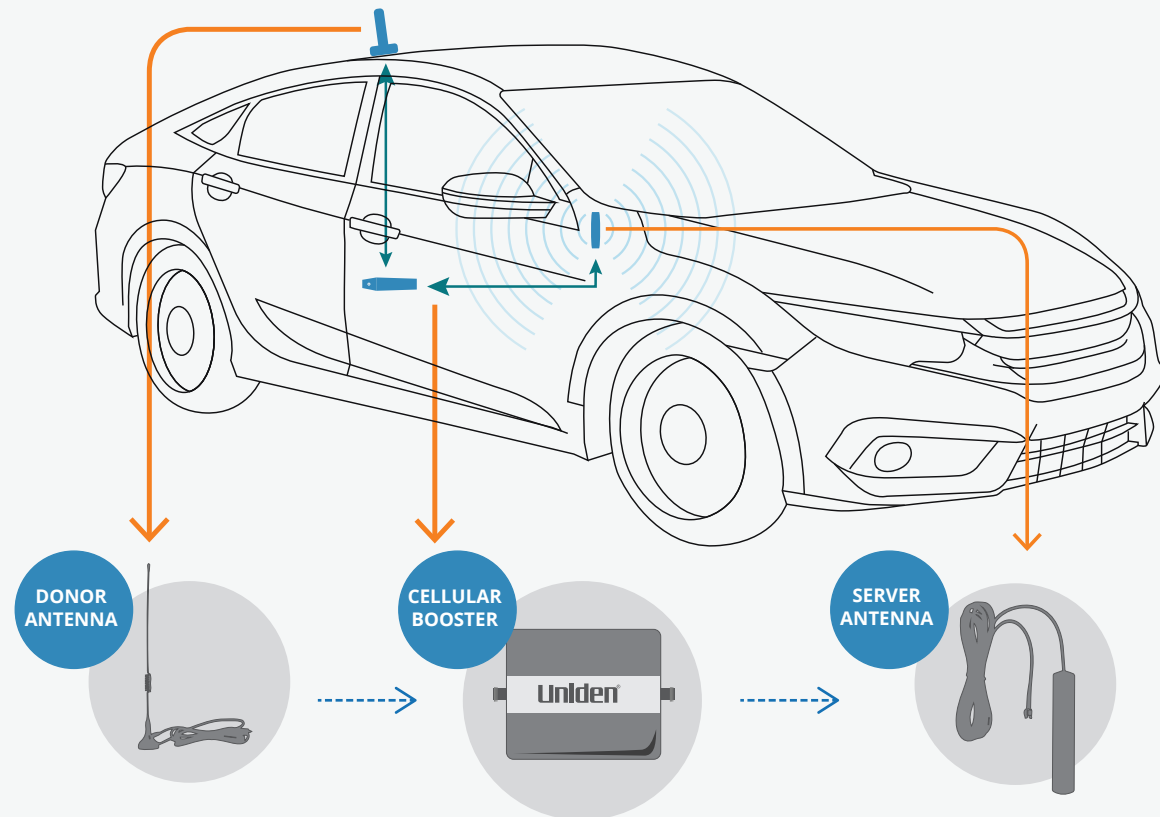 DONOR
ANTENNA
CELLULAR
BOOSTER
SERVER
ANTENNA
Uniden®